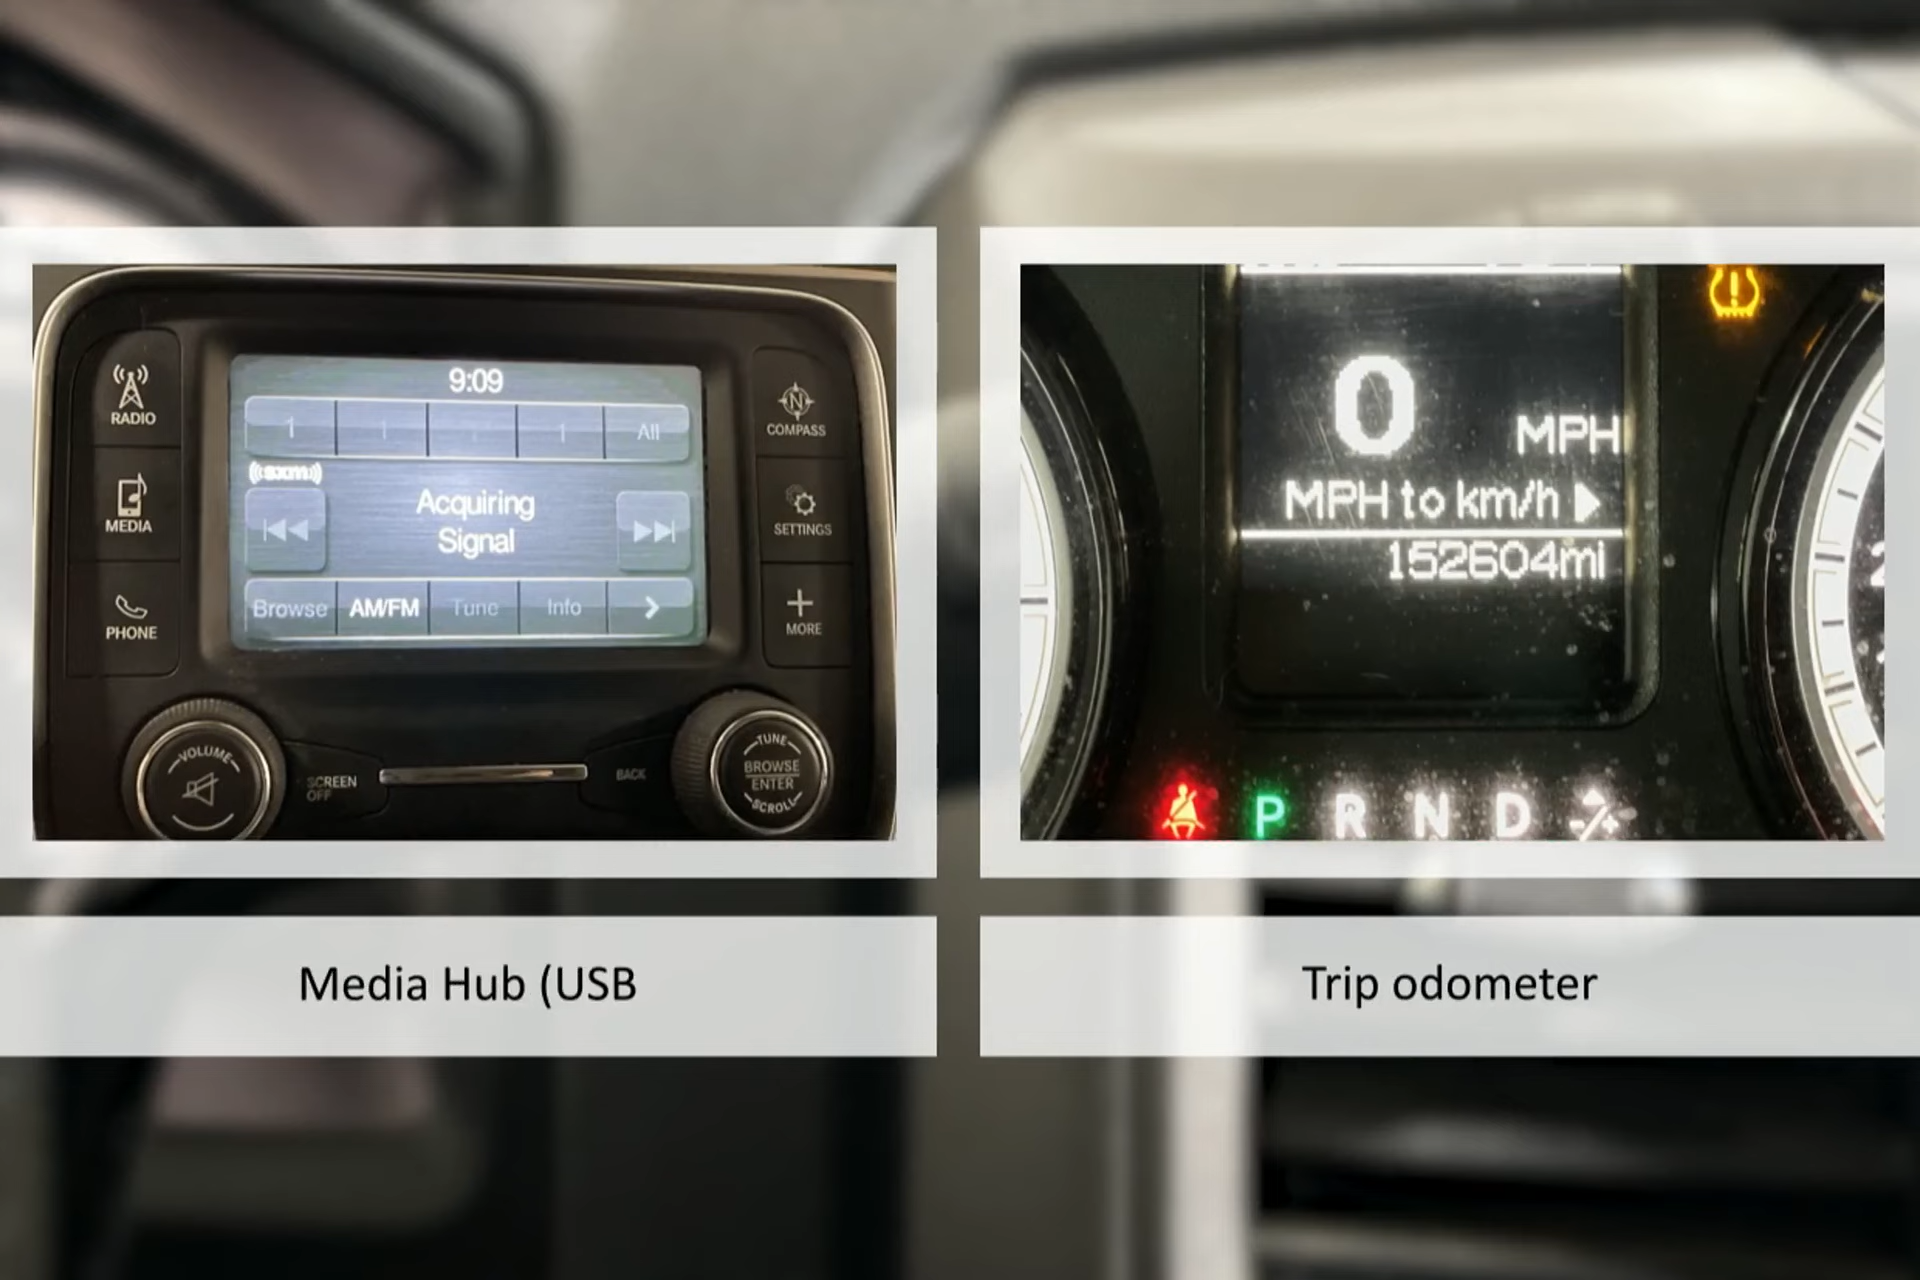 9:09
1 1 1 1 All
((sxm))
Acquiring
Signal
Browse AM/FM Tune Info
RADIO
MEDIA
PHONE
COMPASS
SETTINGS
MORE
VOLUME
SCREEN
OFF
BACK
TUNE
BROWSE
ENTER
SCROLL
Media Hub (USB
0 MPH
MPH to km/h
152604mi
P R N D
Trip odometer